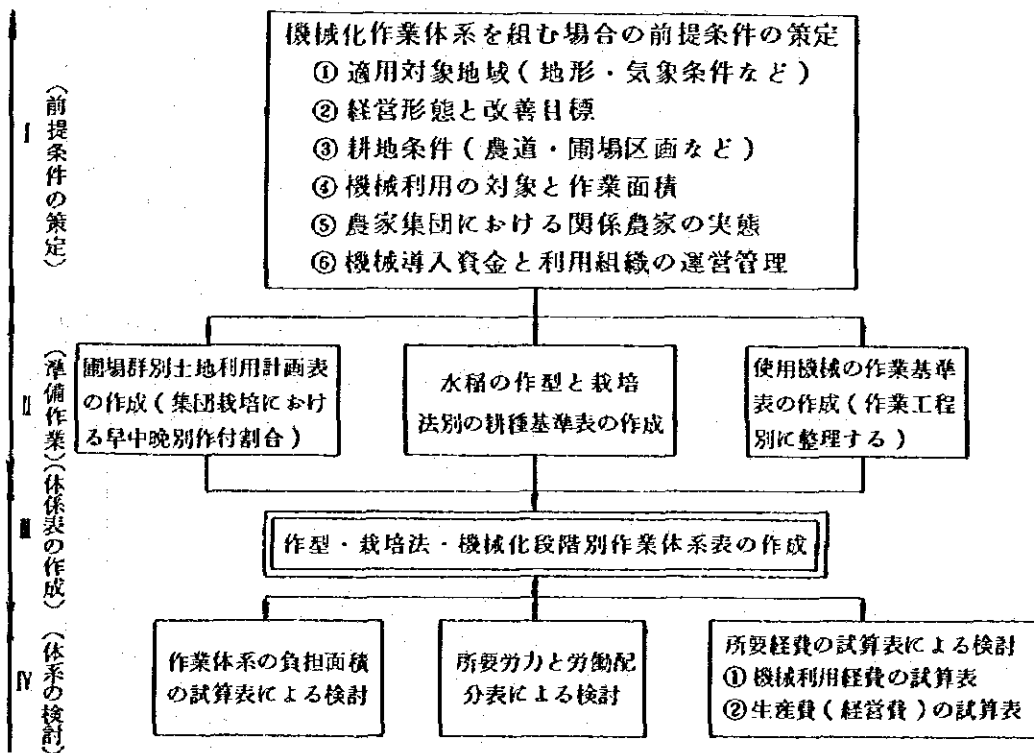 機械化作業体系を組む場合の前提条件の策定
① 適用対象地域（地形・気象条件など）
② 経営形態と改善目標
③ 耕地条件（農道・圃場区画など）
④ 機械利用の対象と作業面積
⑤ 農家集団における関係農家の実態
⑥ 機械導入資金と利用組織の運営管理
I
（前提条件の策定）
圃場群別土地利用計画表
の作成（集団栽培におけ
る早中晩別作付割合）
水稲の作型と栽培
法別の耕種基準表の作成
使用機械の作業基準
表の作成（作業工程
別に整理する）
II
（準備作業）
作型・栽培法・機械化段階別作業体系表の作成
III
（体係表の作成）
作業体系の負担面積
の試算表による検討
所要労力と労働配
分表による検討
所要経費の試算表による検討
① 機械利用経費の試算表
② 生産費（経営費）の試算表
IV
（体系の検討）